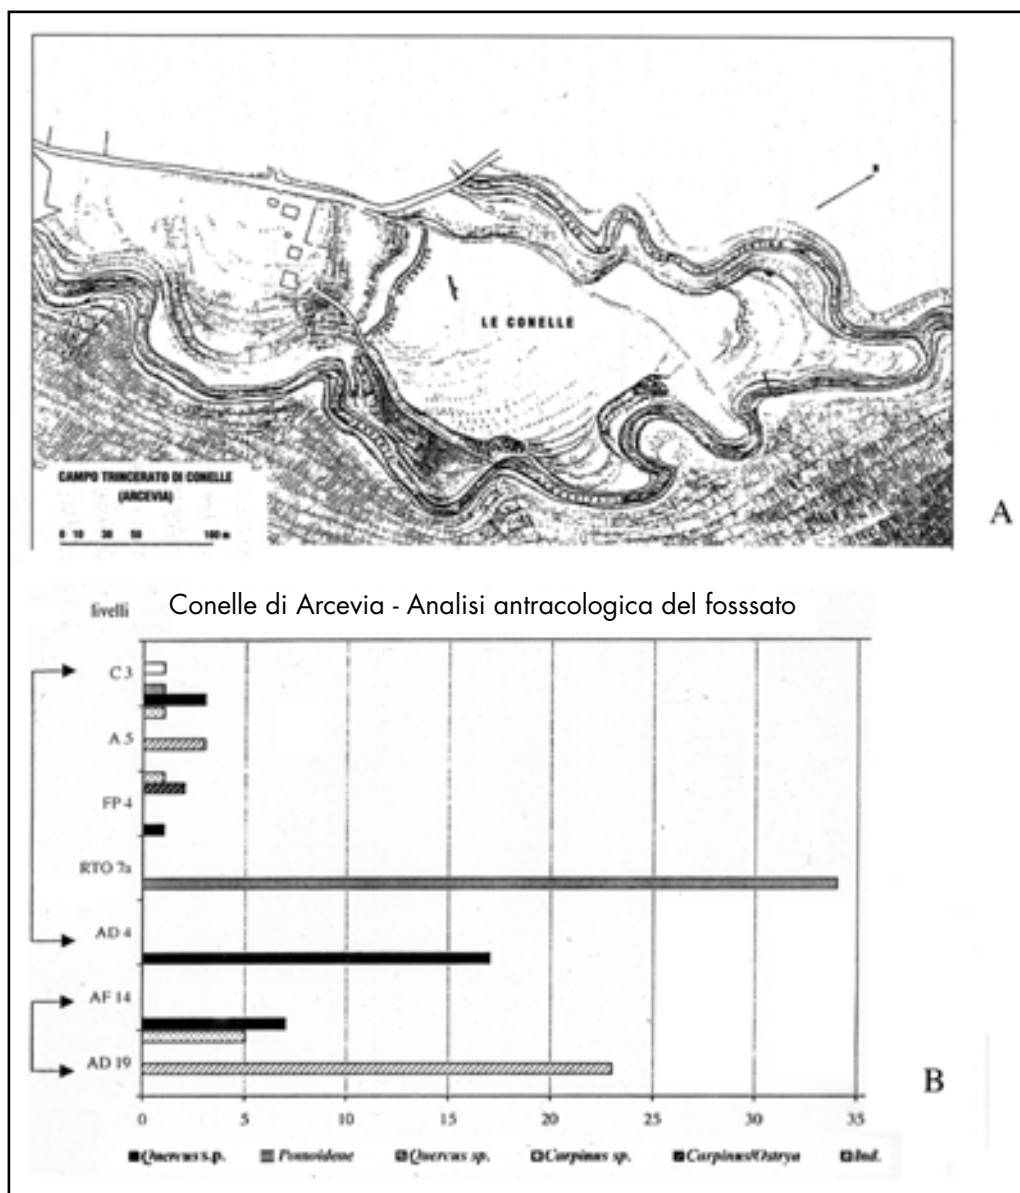 LE CONELLE
CAMPO TRINCERATO DI CONELLE
(ARCEVIA)
0 10 30 50 100 m
A
Conelle di Arcevia - Analisi antracologica del fosssato
livelli
C 3
A 5
FP 4
RTO 7a
AD 4
AF 14
AD 19
B
0 5 10 15 20 25 30 35
Quercus s.p. Pomoideae Quercus sp. Carpinus sp. Carpinus/Ostrya Ind.